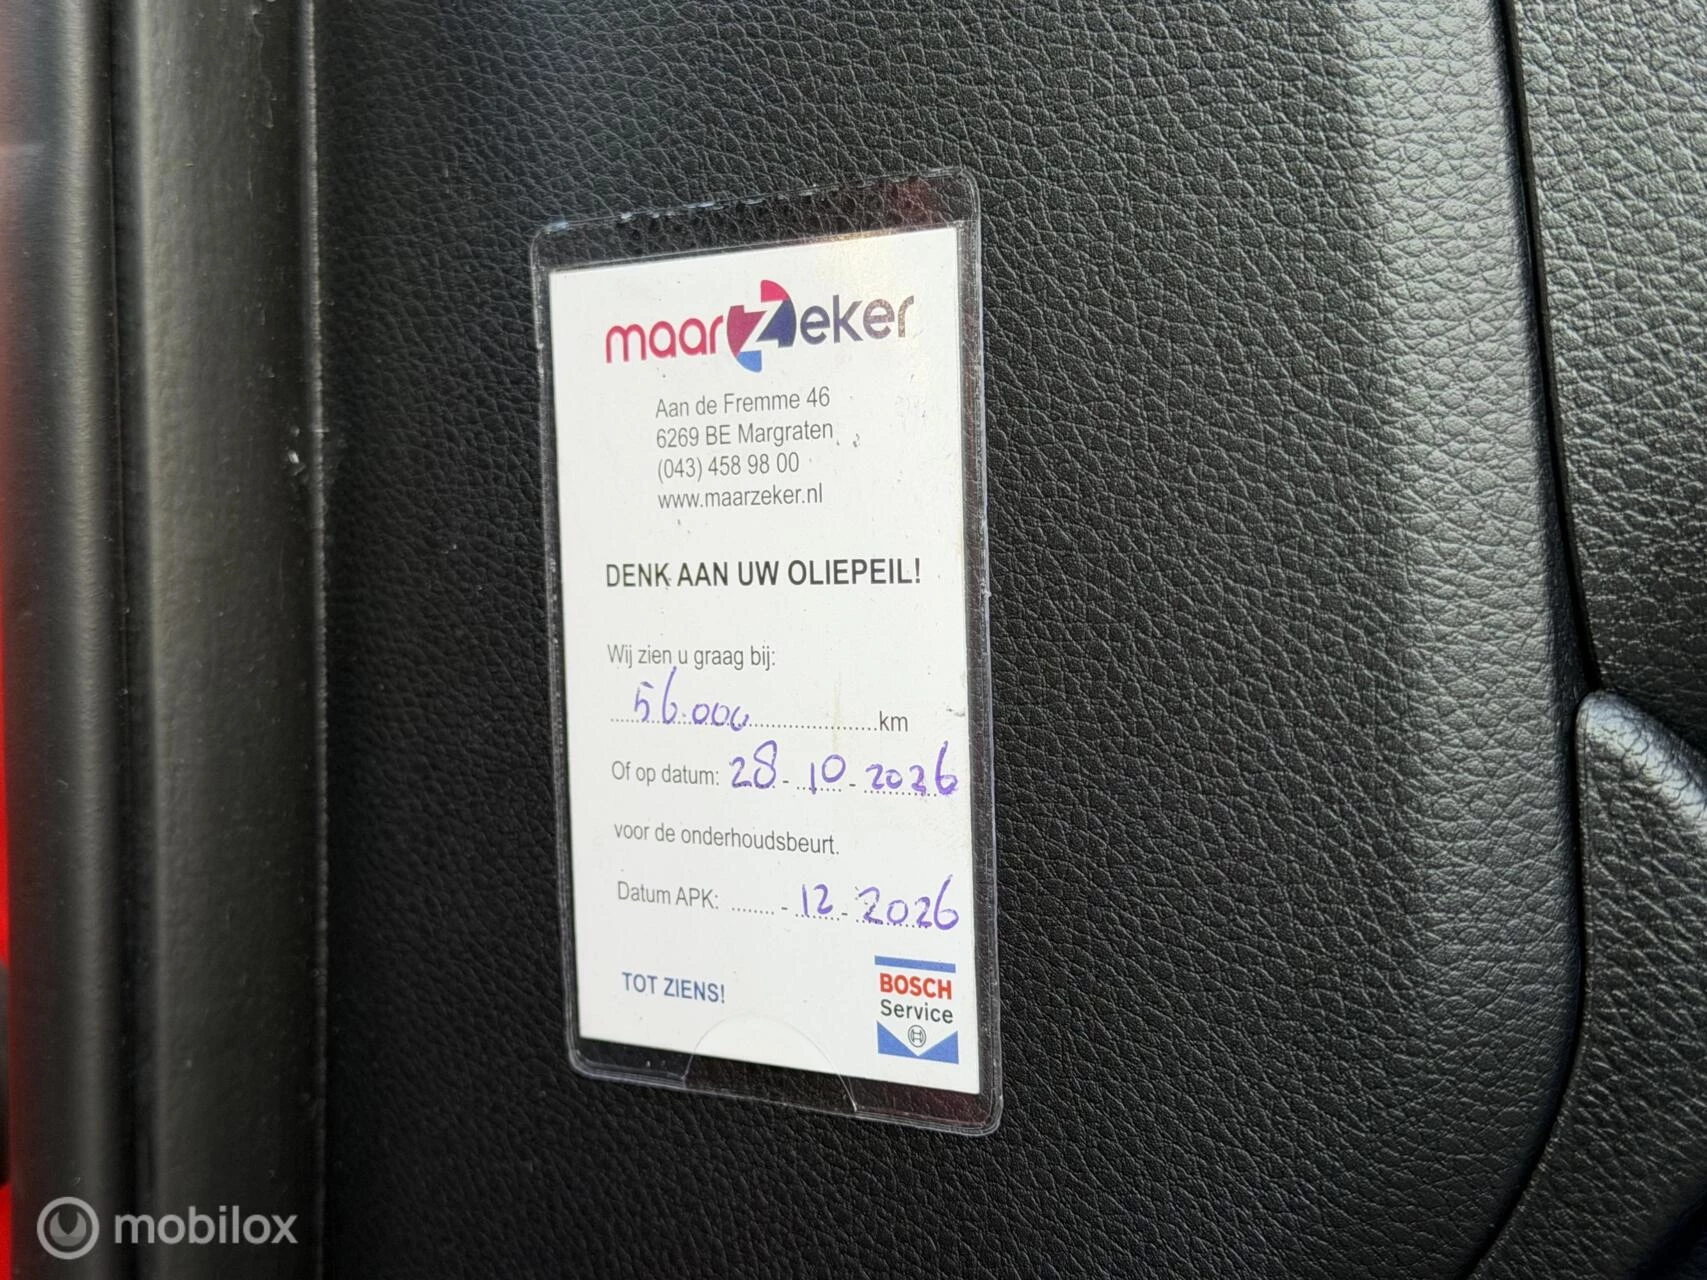 maarzeker
Aan de Fremme 46
6269 BE Margraten
(043) 458 98 00
www.maarzeker.nl
DENK AAN UW OLIEPEIL!
Wij zien u graag bij:
56.000 km
Of op datum: 28 - 10 - 2026
voor de onderhoudsbeurt.
Datum APK: ....... - 12 - 2026
TOT ZIENS!
BOSCH
Service
mobilox